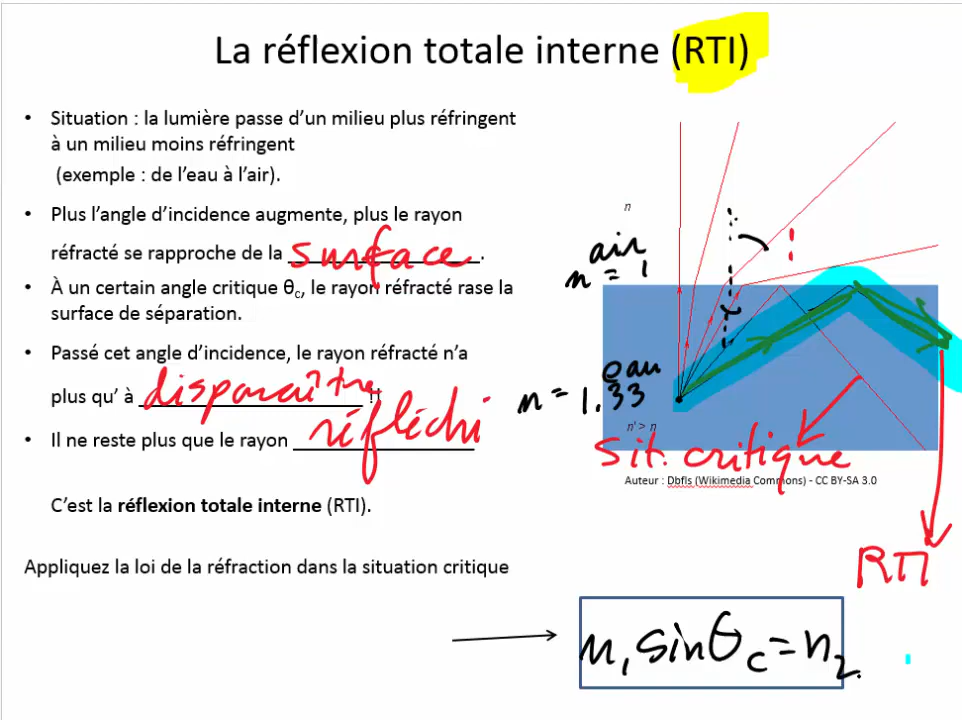 La réflexion totale interne (RTI)
• Situation : la lumière passe d'un milieu plus réfringent
à un milieu moins réfringent
(exemple : de l'eau à l'air).
• Plus l'angle d'incidence augmente, plus le rayon
réfracté se rapproche de la surface.
• À un certain angle critique θc, le rayon réfracté rase la
surface de séparation.
• Passé cet angle d'incidence, le rayon réfracté n'a
plus qu' à disparaître !!
• Il ne reste plus que le rayon réfléchi
C'est la réflexion totale interne (RTI).
Appliquez la loi de la réfraction dans la situation critique
n
air
n = 1
!
eau
n = 1.33
n' > n
sit. critique
Auteur : Dbfls (Wikimedia Commons) - CC BY-SA 3.0
RTI
n₁ sinθc = n₂.